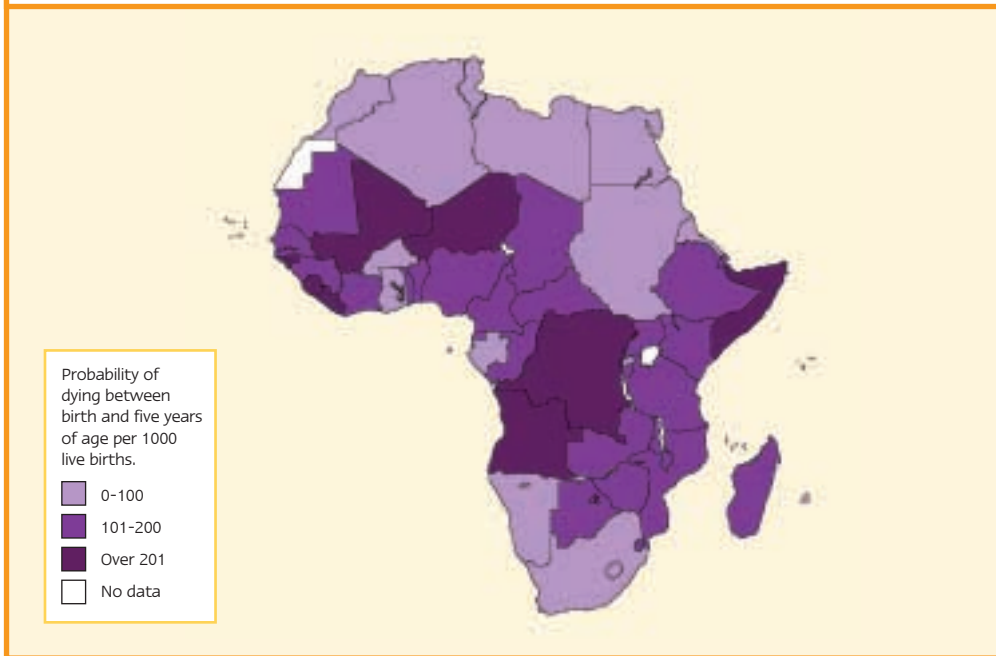 Probability of
dying between
birth and five years
of age per 1000
live births.
0-100
101-200
Over 201
No data